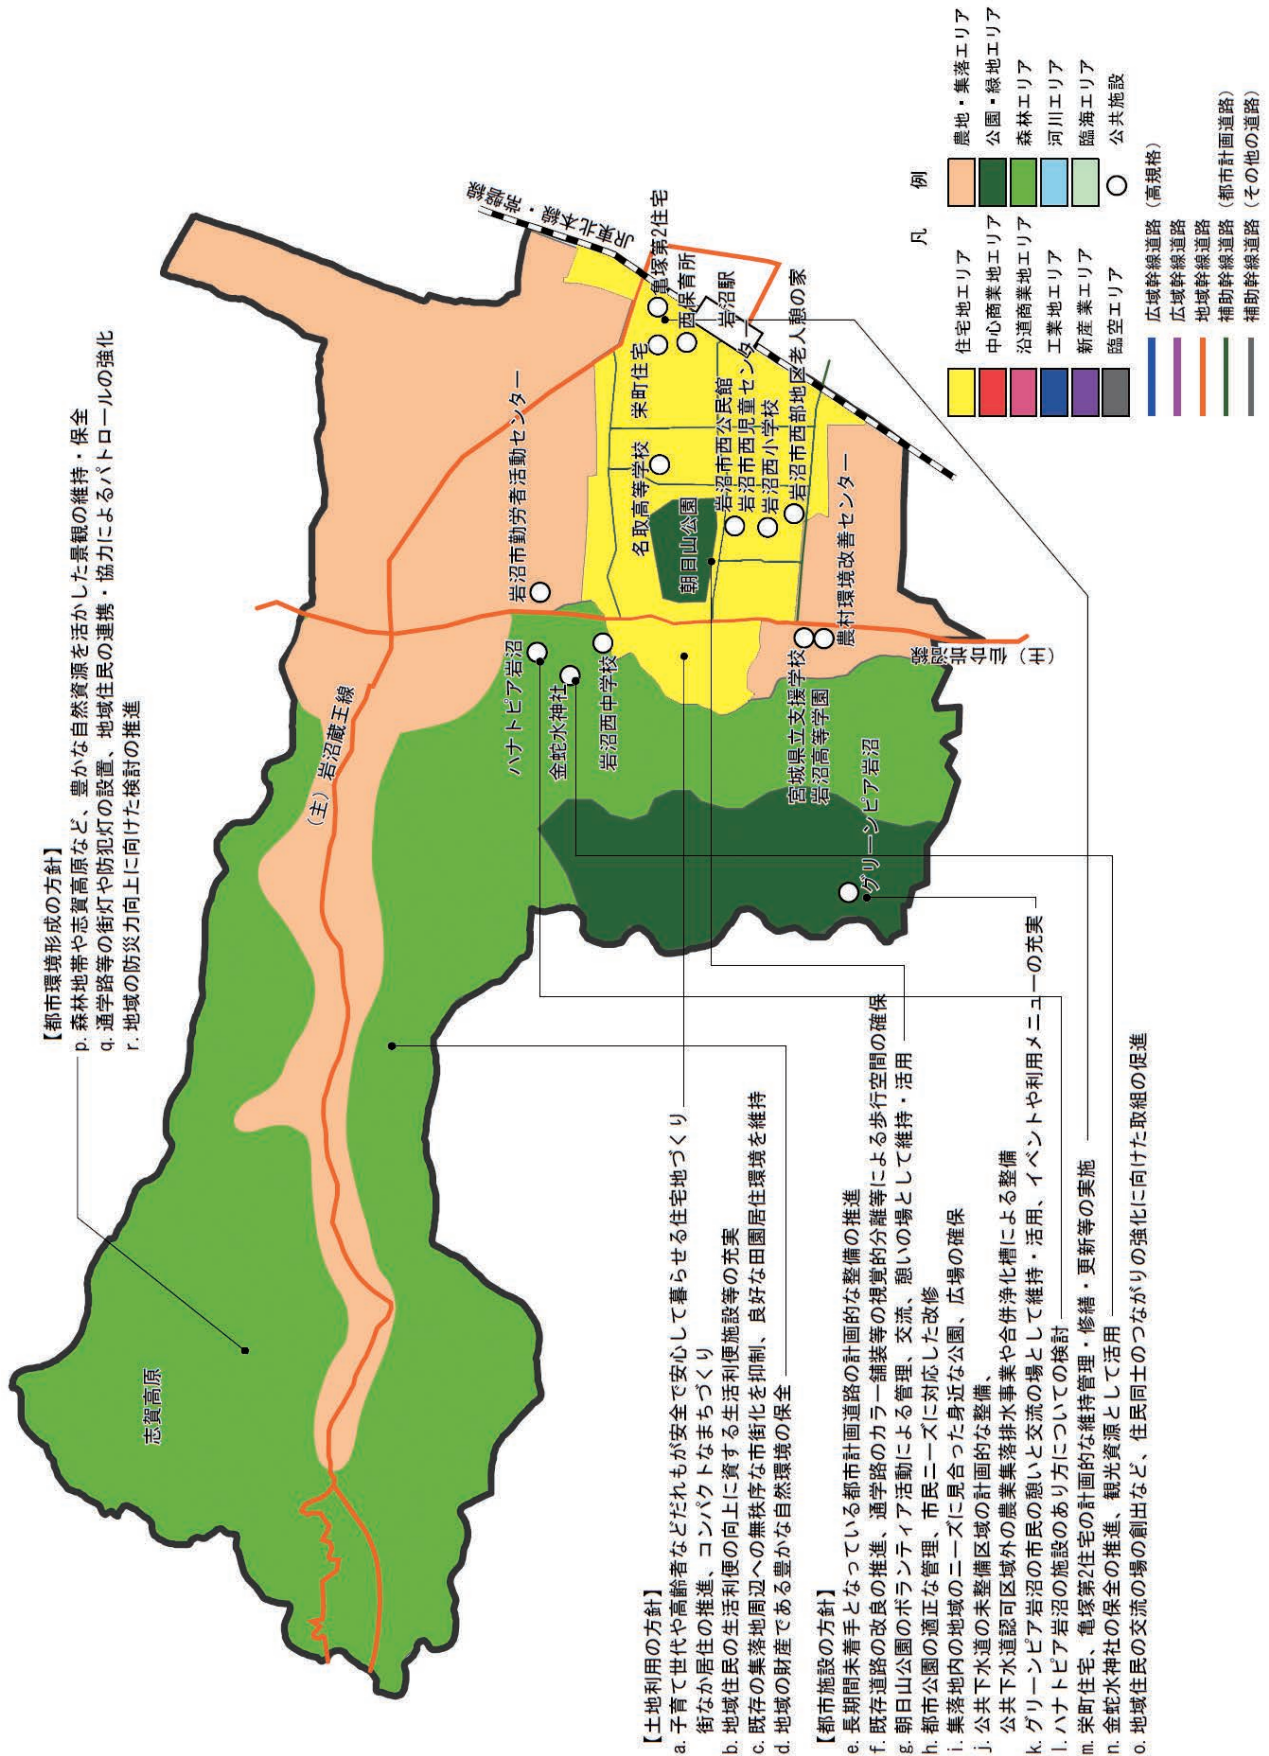 【都市環境形成の方針】
p. 森林地帯や志賀高原など、豊かな自然資源を活かした景観の維持・保全
q. 通学路等の街灯や防犯灯の設置、地域住民の連携・協力によるパトロールの強化
r. 地域の防災力向上に向けた検討の推進
志賀高原
（主）岩沼蔵王線
ハナトピア岩沼
金蛇水神社
岩沼西中学校
岩沼市勤労者活動センター
名取高等学校
栄町住宅
亀塚第2住宅
西保育所
岩沼駅
JR東北本線・常磐線
朝日山公園
岩沼市西公民館
岩沼市西児童センター
岩沼西小学校
岩沼市西部地区老人憩の家
農村環境改善センター
宮城県立支援学校
岩沼高等学園
グリーンピア岩沼
（主）仙台岩沼線
【土地利用の方針】
a. 子育て世代や高齢者などだれもが安全で安心して暮らせる住宅地づくり
街なか居住の推進、コンパクトなまちづくり
b. 地域住民の生活利便の向上に資する生活利便施設等の充実
c. 既存の集落地周辺への無秩序な市街化を抑制、良好な田園居住環境を維持
d. 地域の財産である豊かな自然環境の保全
【都市施設の方針】
e. 長期間未着手となっている都市計画道路の計画的な整備の推進
f. 既存道路の改良の推進、通学路のカラー舗装等の視覚的分離等による歩行空間の確保
g. 朝日山公園のボランティア活動による管理、交流、憩いの場として維持・活用
h. 都市公園の適正な管理、市民ニーズに対応した改修
i. 集落地内の地域のニーズに見合った身近な公園、広場の確保
j. 公共下水道の未整備区域の計画的な整備、
公共下水道認可区域外の農業集落排水事業や合併浄化槽による整備
k. グリーンピア岩沼の市民の憩いと交流の場として維持・活用、イベントや利用メニューの充実
l. ハナトピア岩沼の施設のあり方についての検討
m. 栄町住宅、亀塚第2住宅の計画的な維持管理・修繕・更新等の実施
n. 金蛇水神社の保全の推進、観光資源として活用
o. 地域住民の交流の場の創出など、住民同士のつながりの強化に向けた取組の促進
凡 例
住宅地エリア
中心商業地エリア
沿道商業地エリア
工業地エリア
新産業エリア
臨空エリア
農地・集落エリア
公園・緑地エリア
森林エリア
河川エリア
臨海エリア
公共施設
広域幹線道路（高規格）
広域幹線道路
地域幹線道路
補助幹線道路（都市計画道路）
補助幹線道路（その他の道路）